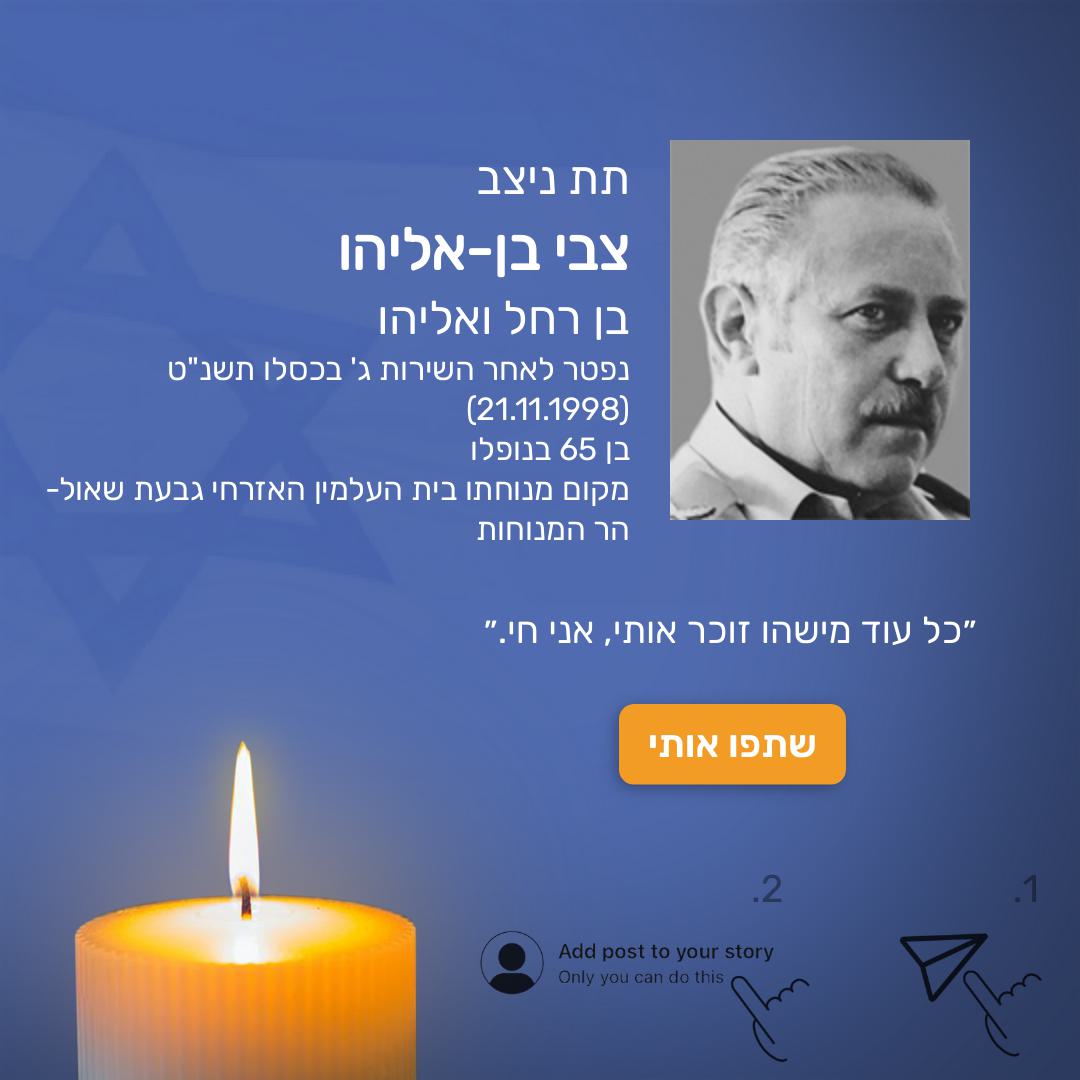 תת ניצב
צבי בן-אליהו
בן רחל ואליהו
נפטר לאחר השירות ג' בכסלו תשנ"ט
(21.11.1998)
בן 65 בנופלו
מקום מנוחתו בית העלמין האזרחי גבעת שאול-
הר המנוחות
״כל עוד מישהו זוכר אותי, אני חי.״
שתפו אותי
1.
2.
Add post to your story
Only you can do this